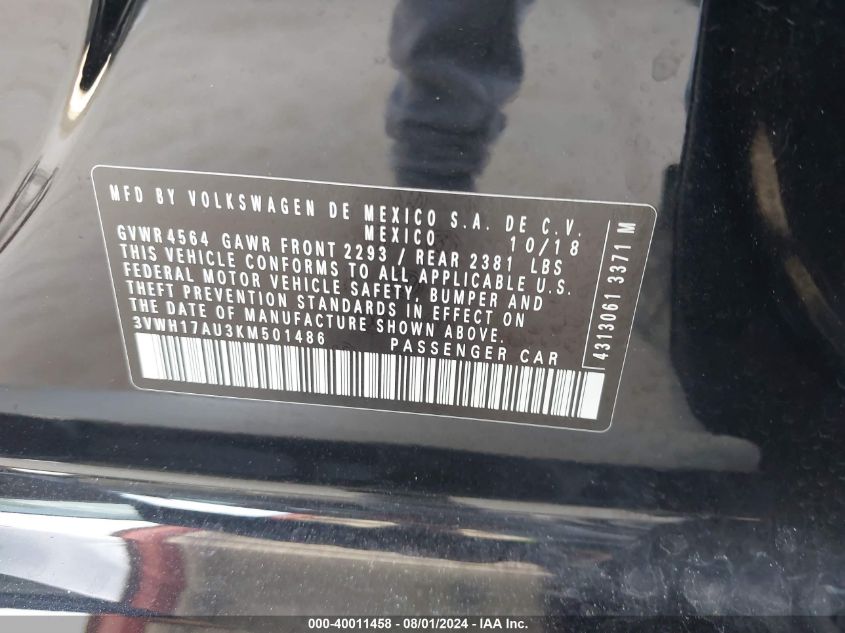 MFD BY VOLKSWAGEN DE MEXICO S.A. DE C.V.
MEXICO 10/18
GVWR 4564 GAWR FRONT 2293 / REAR 2381 LBS
THIS VEHICLE CONFORMS TO ALL APPLICABLE U.S.
FEDERAL MOTOR VEHICLE SAFETY, BUMPER AND
THEFT PREVENTION STANDARDS IN EFFECT ON
THE DATE OF MANUFACTURE SHOWN ABOVE.
3VWH17AU3KM501486 PASSENGER CAR
4313061 3371 M
000-40011458 - 08/01/2024 - IAA Inc.